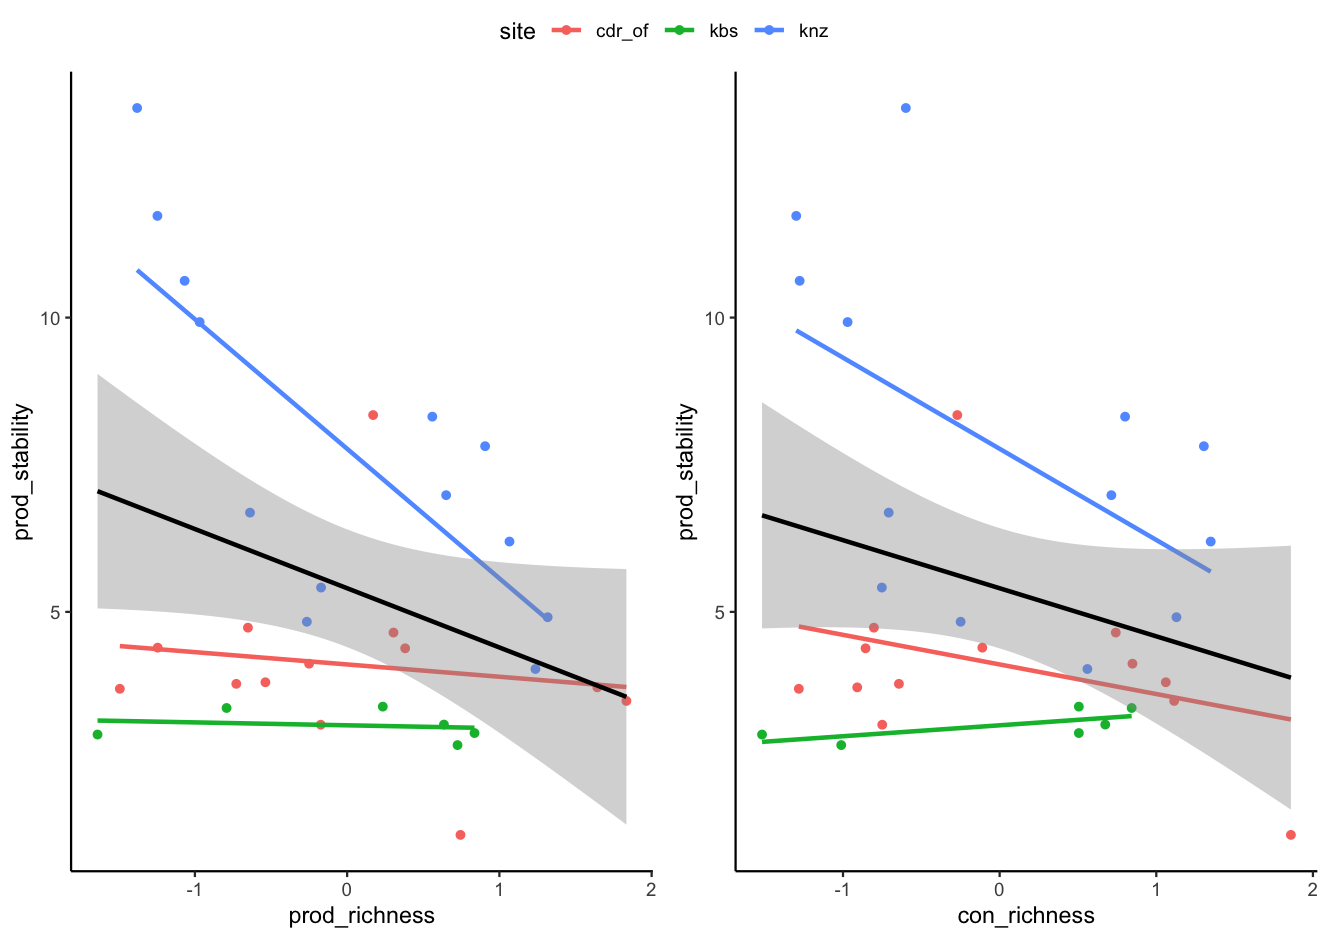 site cdr_of kbs knz
prod_stability
10
5
-1 0 1 2
prod_richness
prod_stability
10
5
-1 0 1 2
con_richness